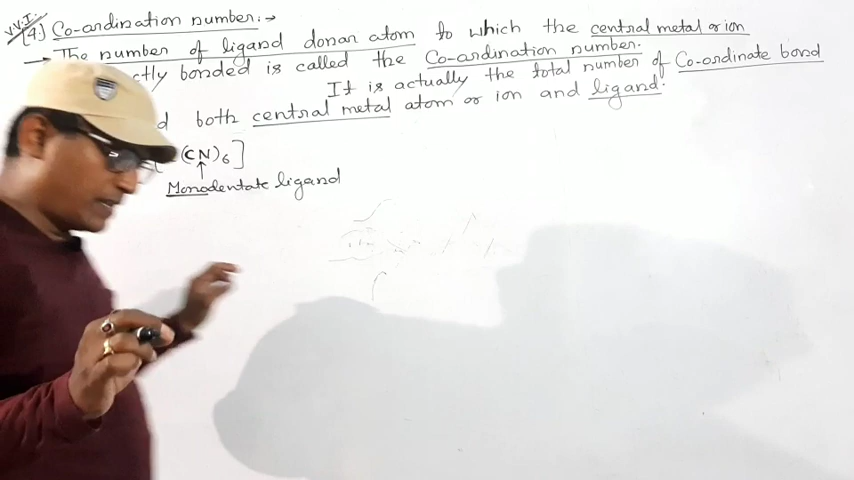 V.V.I. (4.) Co-ordination number :→
→ The number of ligand donar atom to which the central metal or ion
ctly bonded is called the Co-ordination number.
It is actually the total number of Co-ordinate bond
d both central metal atom or ion and ligand.
(CN)6]
↑
Monodentate ligand